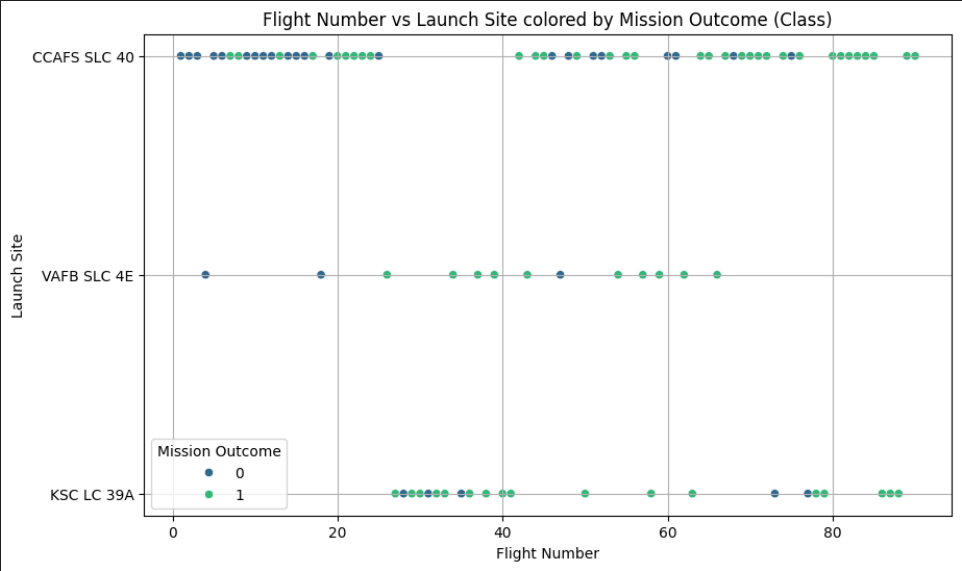 Flight Number vs Launch Site colored by Mission Outcome (Class)
CCAFS SLC 40
VAFB SLC 4E
KSC LC 39A
Launch Site
Mission Outcome
0
1
0 20 40 60 80
Flight Number